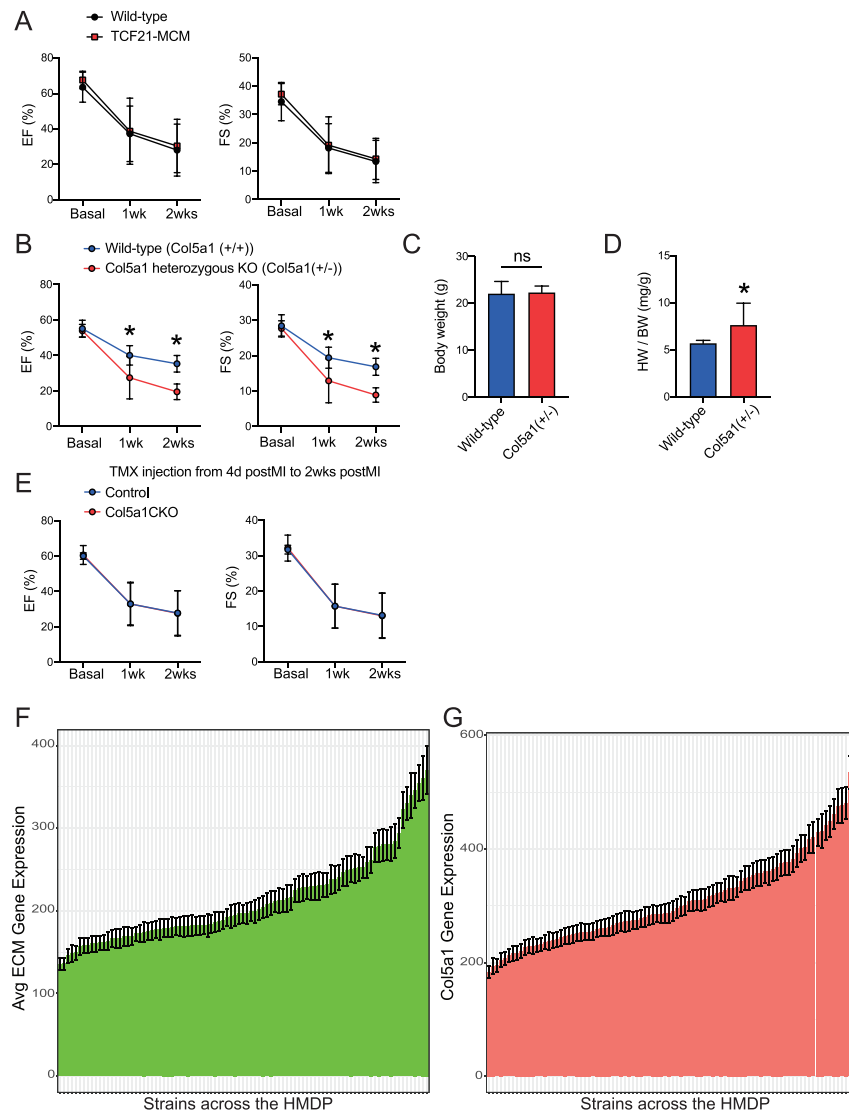 A
Wild-type
TCF21-MCM
EF (%)
80
60
40
20
0
Basal 1wk 2wks
FS (%)
50
40
30
20
10
0
Basal 1wk 2wks
B
Wild-type (Col5a1 (+/+))
Col5a1 heterozygous KO (Col5a1(+/-))
EF (%)
80
60
40
20
0
* *
Basal 1wk 2wks
FS (%)
40
30
20
10
0
* *
Basal 1wk 2wks
C
Body weight (g)
30
20
10
0
ns
Wild-type
Col5a1(+/-)
D
HW / BW (mg/g)
15
10
5
0
*
Wild-type
Col5a1(+/-)
TMX injection from 4d postMI to 2wks postMI
E
Control
Col5a1CKO
EF (%)
80
60
40
20
0
Basal 1wk 2wks
FS (%)
40
30
20
10
0
Basal 1wk 2wks
F
Avg ECM Gene Expression
400
300
200
100
0
Strains across the HMDP
G
Col5a1 Gene Expression
600
400
200
0
Strains across the HMDP